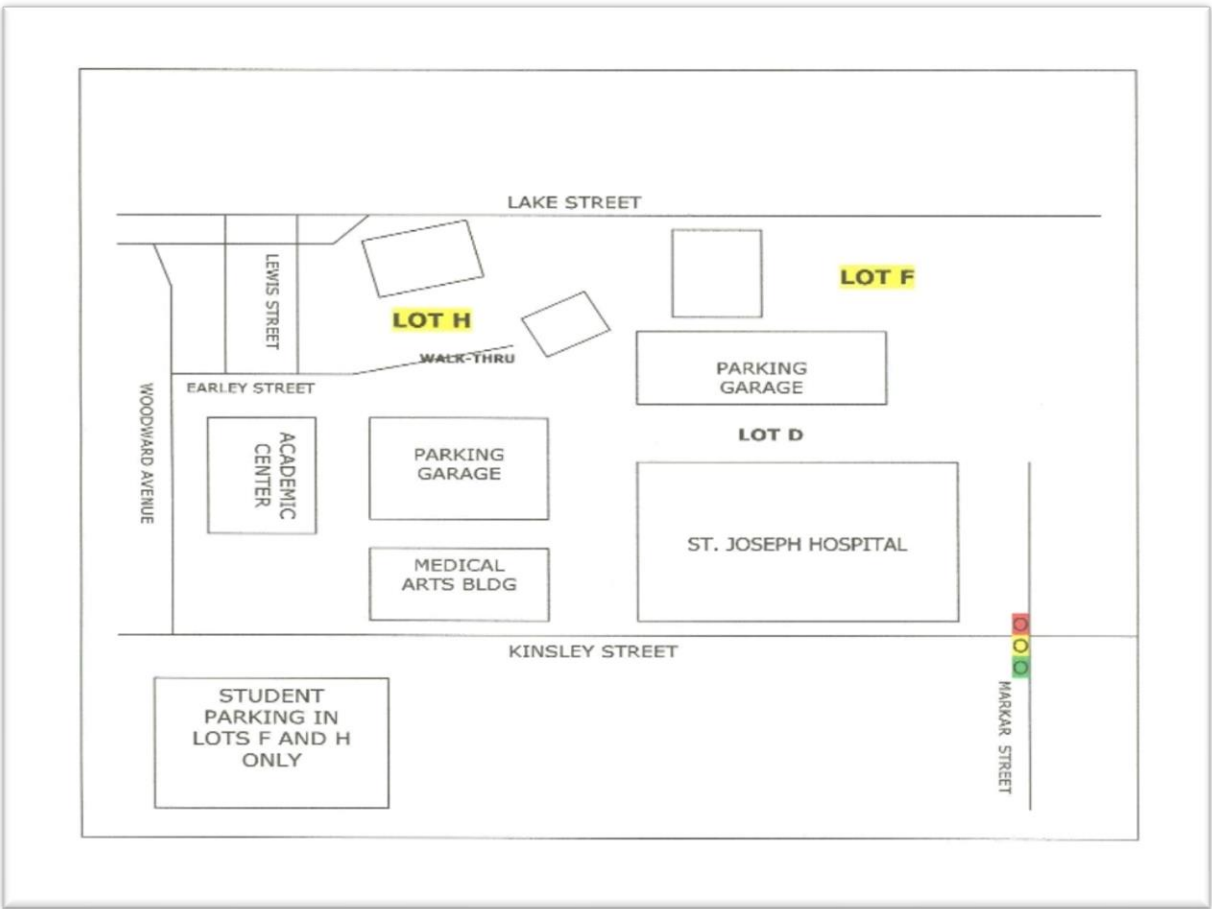 LAKE STREET
LEWIS STREET
LOT H
LOT F
WALK-THRU
EARLEY STREET
PARKING
GARAGE
WOODWARD AVENUE
ACADEMIC
CENTER
PARKING
GARAGE
LOT D
ST. JOSEPH HOSPITAL
MEDICAL
ARTS BLDG
KINSLEY STREET
STUDENT
PARKING IN
LOTS F AND H
ONLY
MARKAR STREET